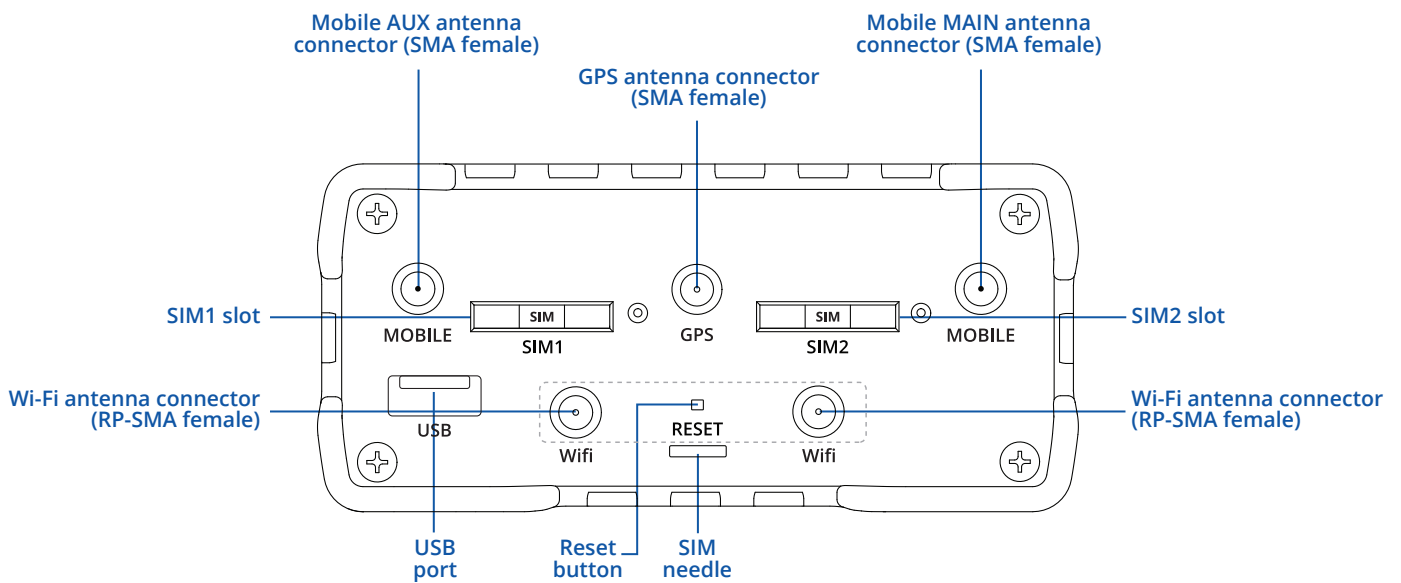 Mobile AUX antenna
connector (SMA female)
Mobile MAIN antenna
connector (SMA female)
GPS antenna connector
(SMA female)
SIM1 slot
SIM
SIM
SIM2 slot
MOBILE
SIM1
GPS
SIM2
MOBILE
Wi-Fi antenna connector
(RP-SMA female)
Wi-Fi antenna connector
(RP-SMA female)
USB
RESET
Wifi
Wifi
USB
port
Reset
button
SIM
needle